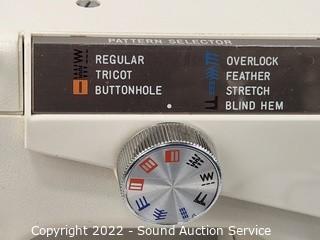 PATTERN SELECTOR
REGULAR
TRICOT
BUTTONHOLE
OVERLOCK
FEATHER
STRETCH
BLIND HEM
Copyright 2022 - Sound Auction Service